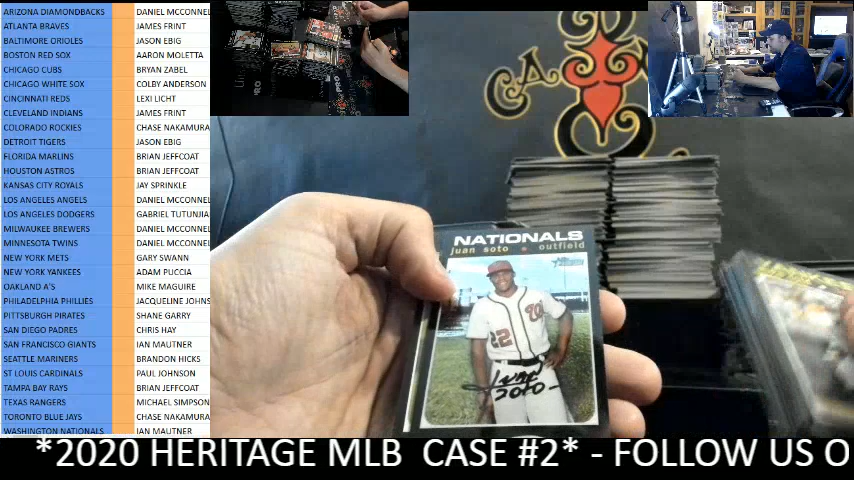 ARIZONA DIAMONDBACKS DANIEL MCCONNEL
ATLANTA BRAVES JAMES FRINT
BALTIMORE ORIOLES JASON EBIG
BOSTON RED SOX AARON MOLETTA
CHICAGO CUBS BRYAN ZABEL
CHICAGO WHITE SOX COLBY ANDERSON
CINCINNATI REDS LEXI LICHT
CLEVELAND INDIANS JAMES FRINT
COLORADO ROCKIES CHASE NAKAMURA
DETROIT TIGERS JASON EBIG
FLORIDA MARLINS BRIAN JEFFCOAT
HOUSTON ASTROS BRIAN JEFFCOAT
KANSAS CITY ROYALS JAY SPRINKLE
LOS ANGELES ANGELS DANIEL MCCONNEL
LOS ANGELES DODGERS GABRIEL TUTUNJIA
MILWAUKEE BREWERS DANIEL MCCONNEL
MINNESOTA TWINS DANIEL MCCONNEL
NEW YORK METS GARY SWANN
NEW YORK YANKEES ADAM PUCCIA
OAKLAND A'S MIKE MAGUIRE
PHILADELPHIA PHILLIES JACQUELINE JOHNS
PITTSBURGH PIRATES SHANE GARRY
SAN DIEGO PADRES CHRIS HAY
SAN FRANCISCO GIANTS IAN MAUTNER
SEATTLE MARINERS BRANDON HICKS
ST LOUIS CARDINALS PAUL JOHNSON
TAMPA BAY RAYS BRIAN JEFFCOAT
TEXAS RANGERS MICHAEL SIMPSON
TORONTO BLUE JAYS CHASE NAKAMURA
WASHINGTON NATIONALS IAN MAUTNER
NATIONALS
juan soto • outfield
22
W
*2020 HERITAGE MLB CASE #2* - FOLLOW US O